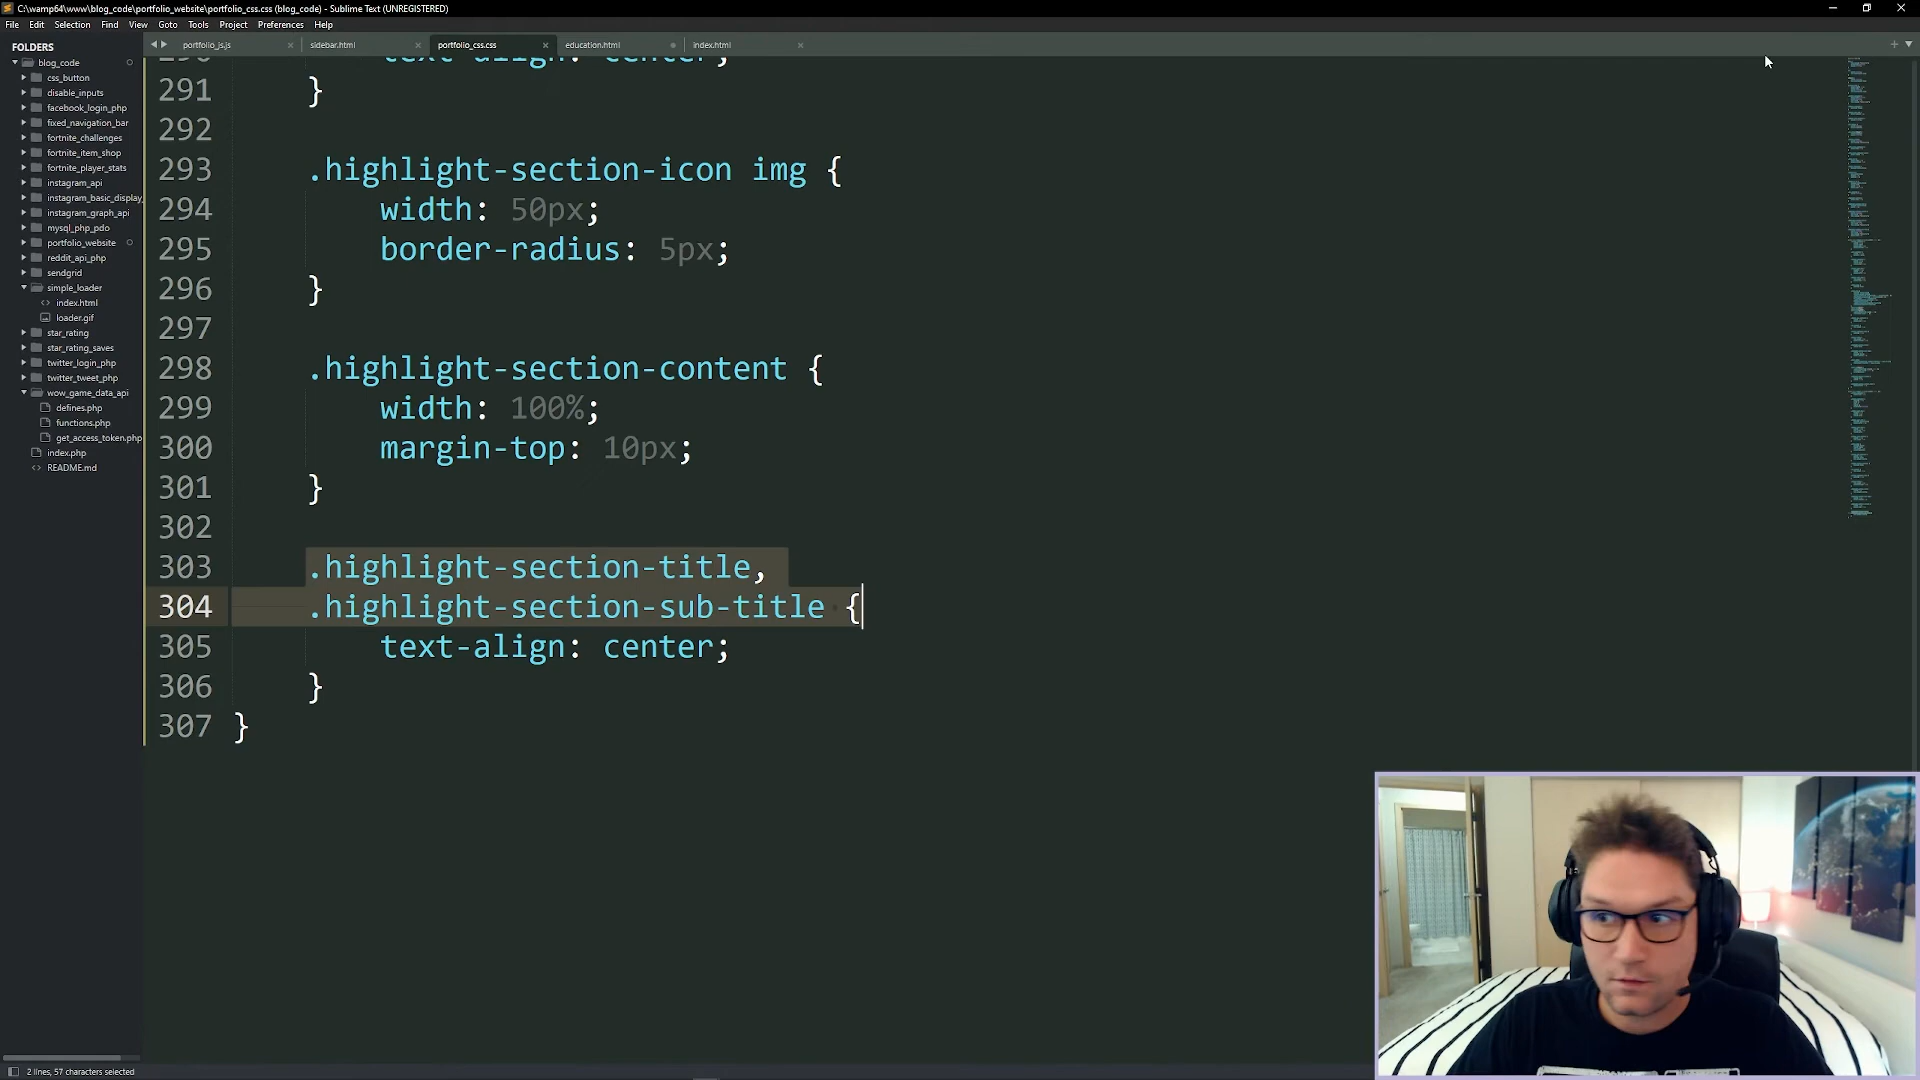 C:\wamp64\www\blog_code\portfolio_website\portfolio_css.css (blog_code) - Sublime Text (UNREGISTERED)
File Edit Selection Find View Goto Tools Project Preferences Help
FOLDERS
blog_code
css_button
disable_inputs
facebook_login_php
fixed_navigation_bar
fortnite_challenges
fortnite_item_shop
fortnite_player_stats
instagram_api
instagram_basic_display_
instagram_graph_api
mysql_php_pdo
portfolio_website
reddit_api_php
sendgrid
simple_loader
index.html
loader.gif
star_rating
star_rating_saves
twitter_login_php
twitter_tweet_php
wow_game_data_api
defines.php
functions.php
get_access_token.php
index.php
README.md
portfolio_js.js sidebar.html portfolio_css.css education.html index.html
290 text-align: center;
291 }
292
293 .highlight-section-icon img {
294 width: 50px;
295 border-radius: 5px;
296 }
297
298 .highlight-section-content {
299 width: 100%;
300 margin-top: 10px;
301 }
302
303 .highlight-section-title,
304 .highlight-section-sub-title {
305 text-align: center;
306 }
307 }
2 lines, 57 characters selected